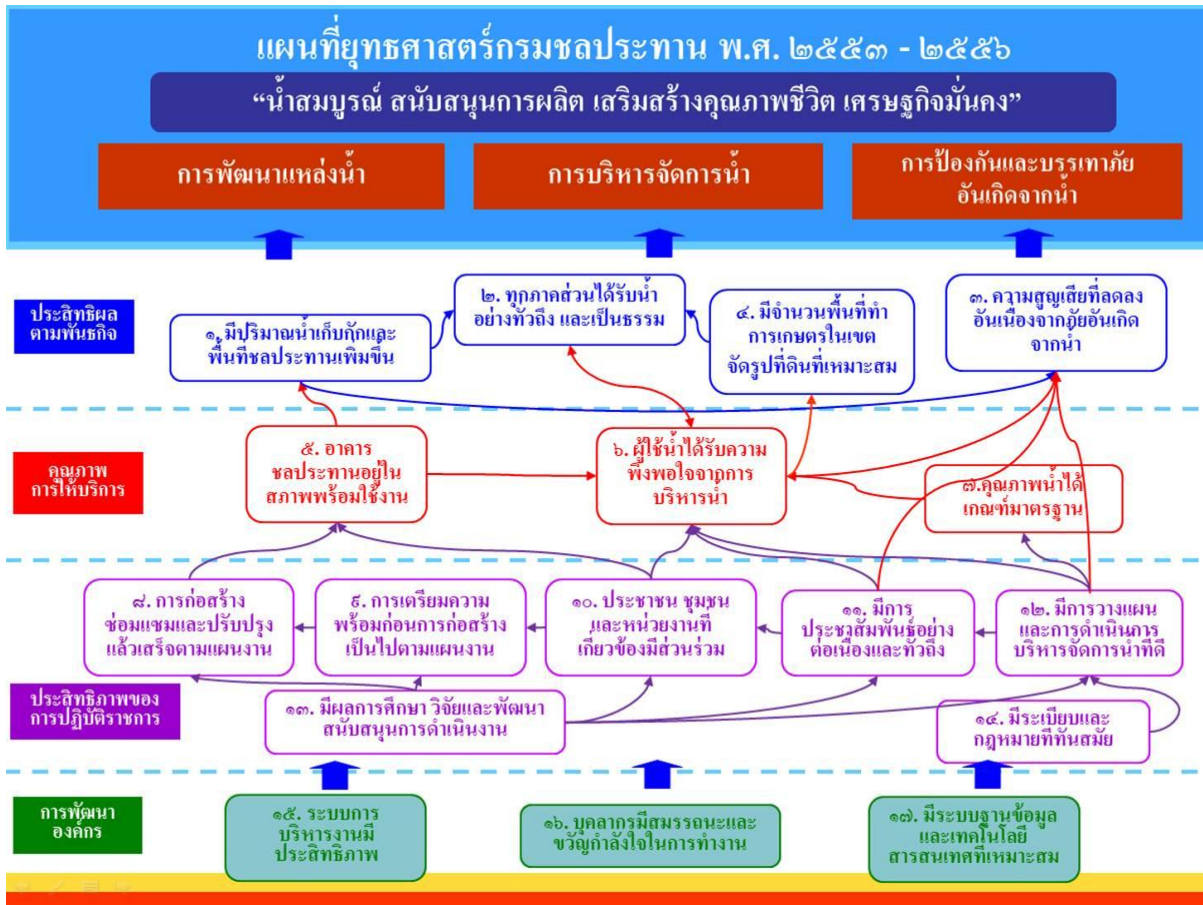 แผนที่ยุทธศาสตร์กรมชลประทาน พ.ศ. ๒๕๕๓ - ๒๕๕๖
“น้ำสมบูรณ์ สนับสนุนการผลิต เสริมสร้างคุณภาพชีวิต เศรษฐกิจมั่นคง”
การพัฒนาแหล่งน้ำ
การบริหารจัดการน้ำ
การป้องกันและบรรเทาภัย
อันเกิดจากน้ำ
ประสิทธิผล
ตามพันธกิจ
๑. มีปริมาณน้ำเก็บกักและ
พื้นที่ชลประทานเพิ่มขึ้น
๒. ทุกภาคส่วนได้รับน้ำ
อย่างทั่วถึง และเป็นธรรม
๔. มีจำนวนพื้นที่ทำ
การเกษตรในเขต
จัดรูปที่ดินที่เหมาะสม
๓. ความสูญเสียที่ลดลง
อันเนื่องจากภัยอันเกิด
จากน้ำ
คุณภาพ
การให้บริการ
๕. อาคาร
ชลประทานอยู่ใน
สภาพพร้อมใช้งาน
๖. ผู้ใช้น้ำได้รับความ
พึงพอใจจากการ
บริหารน้ำ
๗.คุณภาพน้ำได้
เกณฑ์มาตรฐาน
ประสิทธิภาพของ
การปฏิบัติราชการ
๘. การก่อสร้าง
ซ่อมแซมและปรับปรุง
แล้วเสร็จตามแผนงาน
๙. การเตรียมความ
พร้อมก่อนการก่อสร้าง
เป็นไปตามแผนงาน
๑๐. ประชาชน ชุมชน
และหน่วยงานที่
เกี่ยวข้องมีส่วนร่วม
๑๑. มีการ
ประชาสัมพันธ์อย่าง
ต่อเนื่องและทั่วถึง
๑๒. มีการวางแผน
และการดำเนินการ
บริหารจัดการน้ำที่ดี
๑๓. มีผลการศึกษา วิจัยและพัฒนา
สนับสนุนการดำเนินงาน
๑๔. มีระเบียบและ
กฎหมายที่ทันสมัย
การพัฒนา
องค์กร
๑๕. ระบบการ
บริหารงานมี
ประสิทธิภาพ
๑๖. บุคลากรมีสมรรถนะและ
ขวัญกำลังใจในการทำงาน
๑๗. มีระบบฐานข้อมูล
และเทคโนโลยี
สารสนเทศที่เหมาะสม